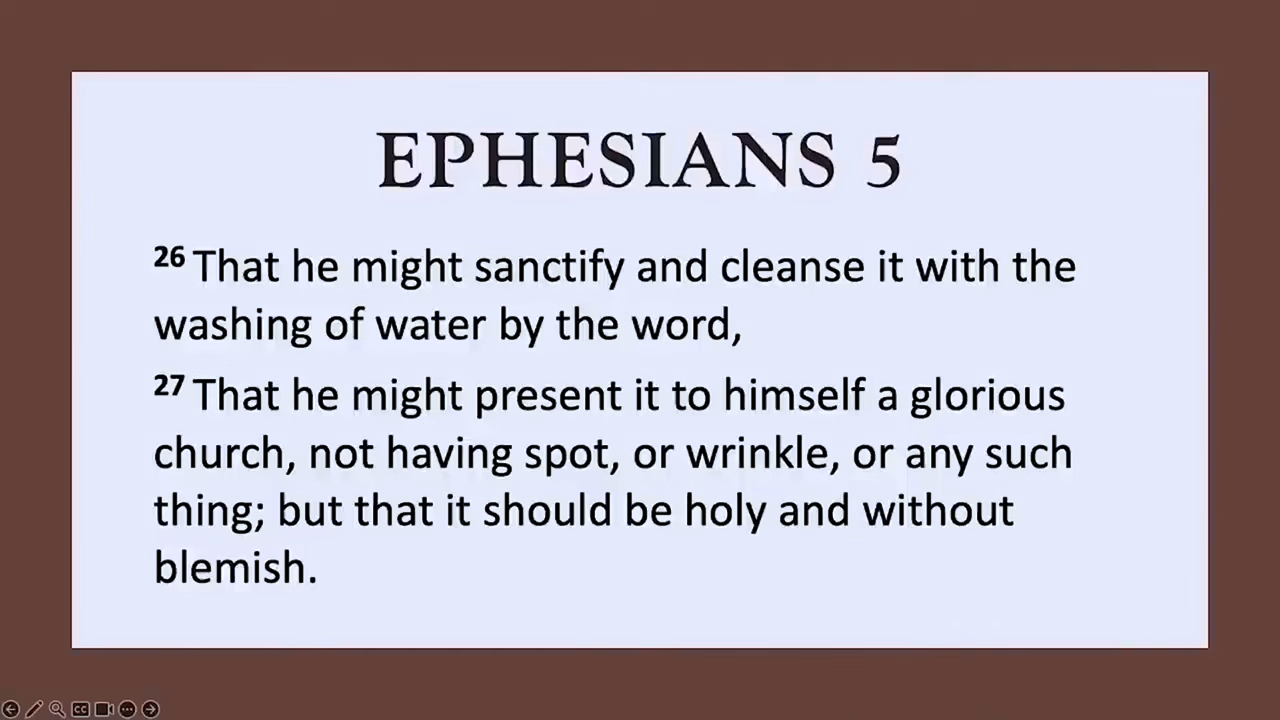 EPHESIANS 5
26 That he might sanctify and cleanse it with the
washing of water by the word,
27 That he might present it to himself a glorious
church, not having spot, or wrinkle, or any such
thing; but that it should be holy and without
blemish.
CC